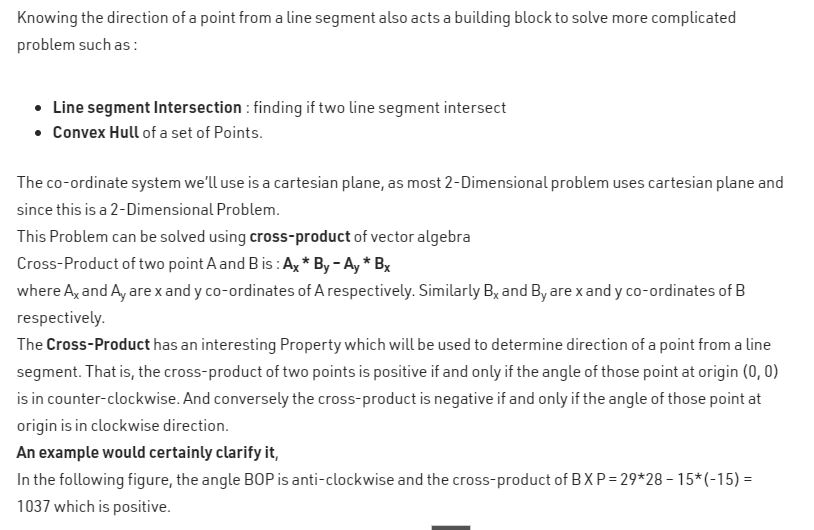 Knowing the direction of a point from a line segment also acts a building block to solve more complicated
problem such as :
• Line segment Intersection : finding if two line segment intersect
• Convex Hull of a set of Points.
The co-ordinate system we'll use is a cartesian plane, as most 2-Dimensional problem uses cartesian plane and
since this is a 2-Dimensional Problem.
This Problem can be solved using cross-product of vector algebra
Cross-Product of two point A and B is : Ax * By – Ay * Bx
where Ax and Ay are x and y co-ordinates of A respectively. Similarly Bx and By are x and y co-ordinates of B
respectively.
The Cross-Product has an interesting Property which will be used to determine direction of a point from a line
segment. That is, the cross-product of two points is positive if and only if the angle of those point at origin (0, 0)
is in counter-clockwise. And conversely the cross-product is negative if and only if the angle of those point at
origin is in clockwise direction.
An example would certainly clarify it,
In the following figure, the angle BOP is anti-clockwise and the cross-product of B X P = 29*28 – 15*(-15) =
1037 which is positive.